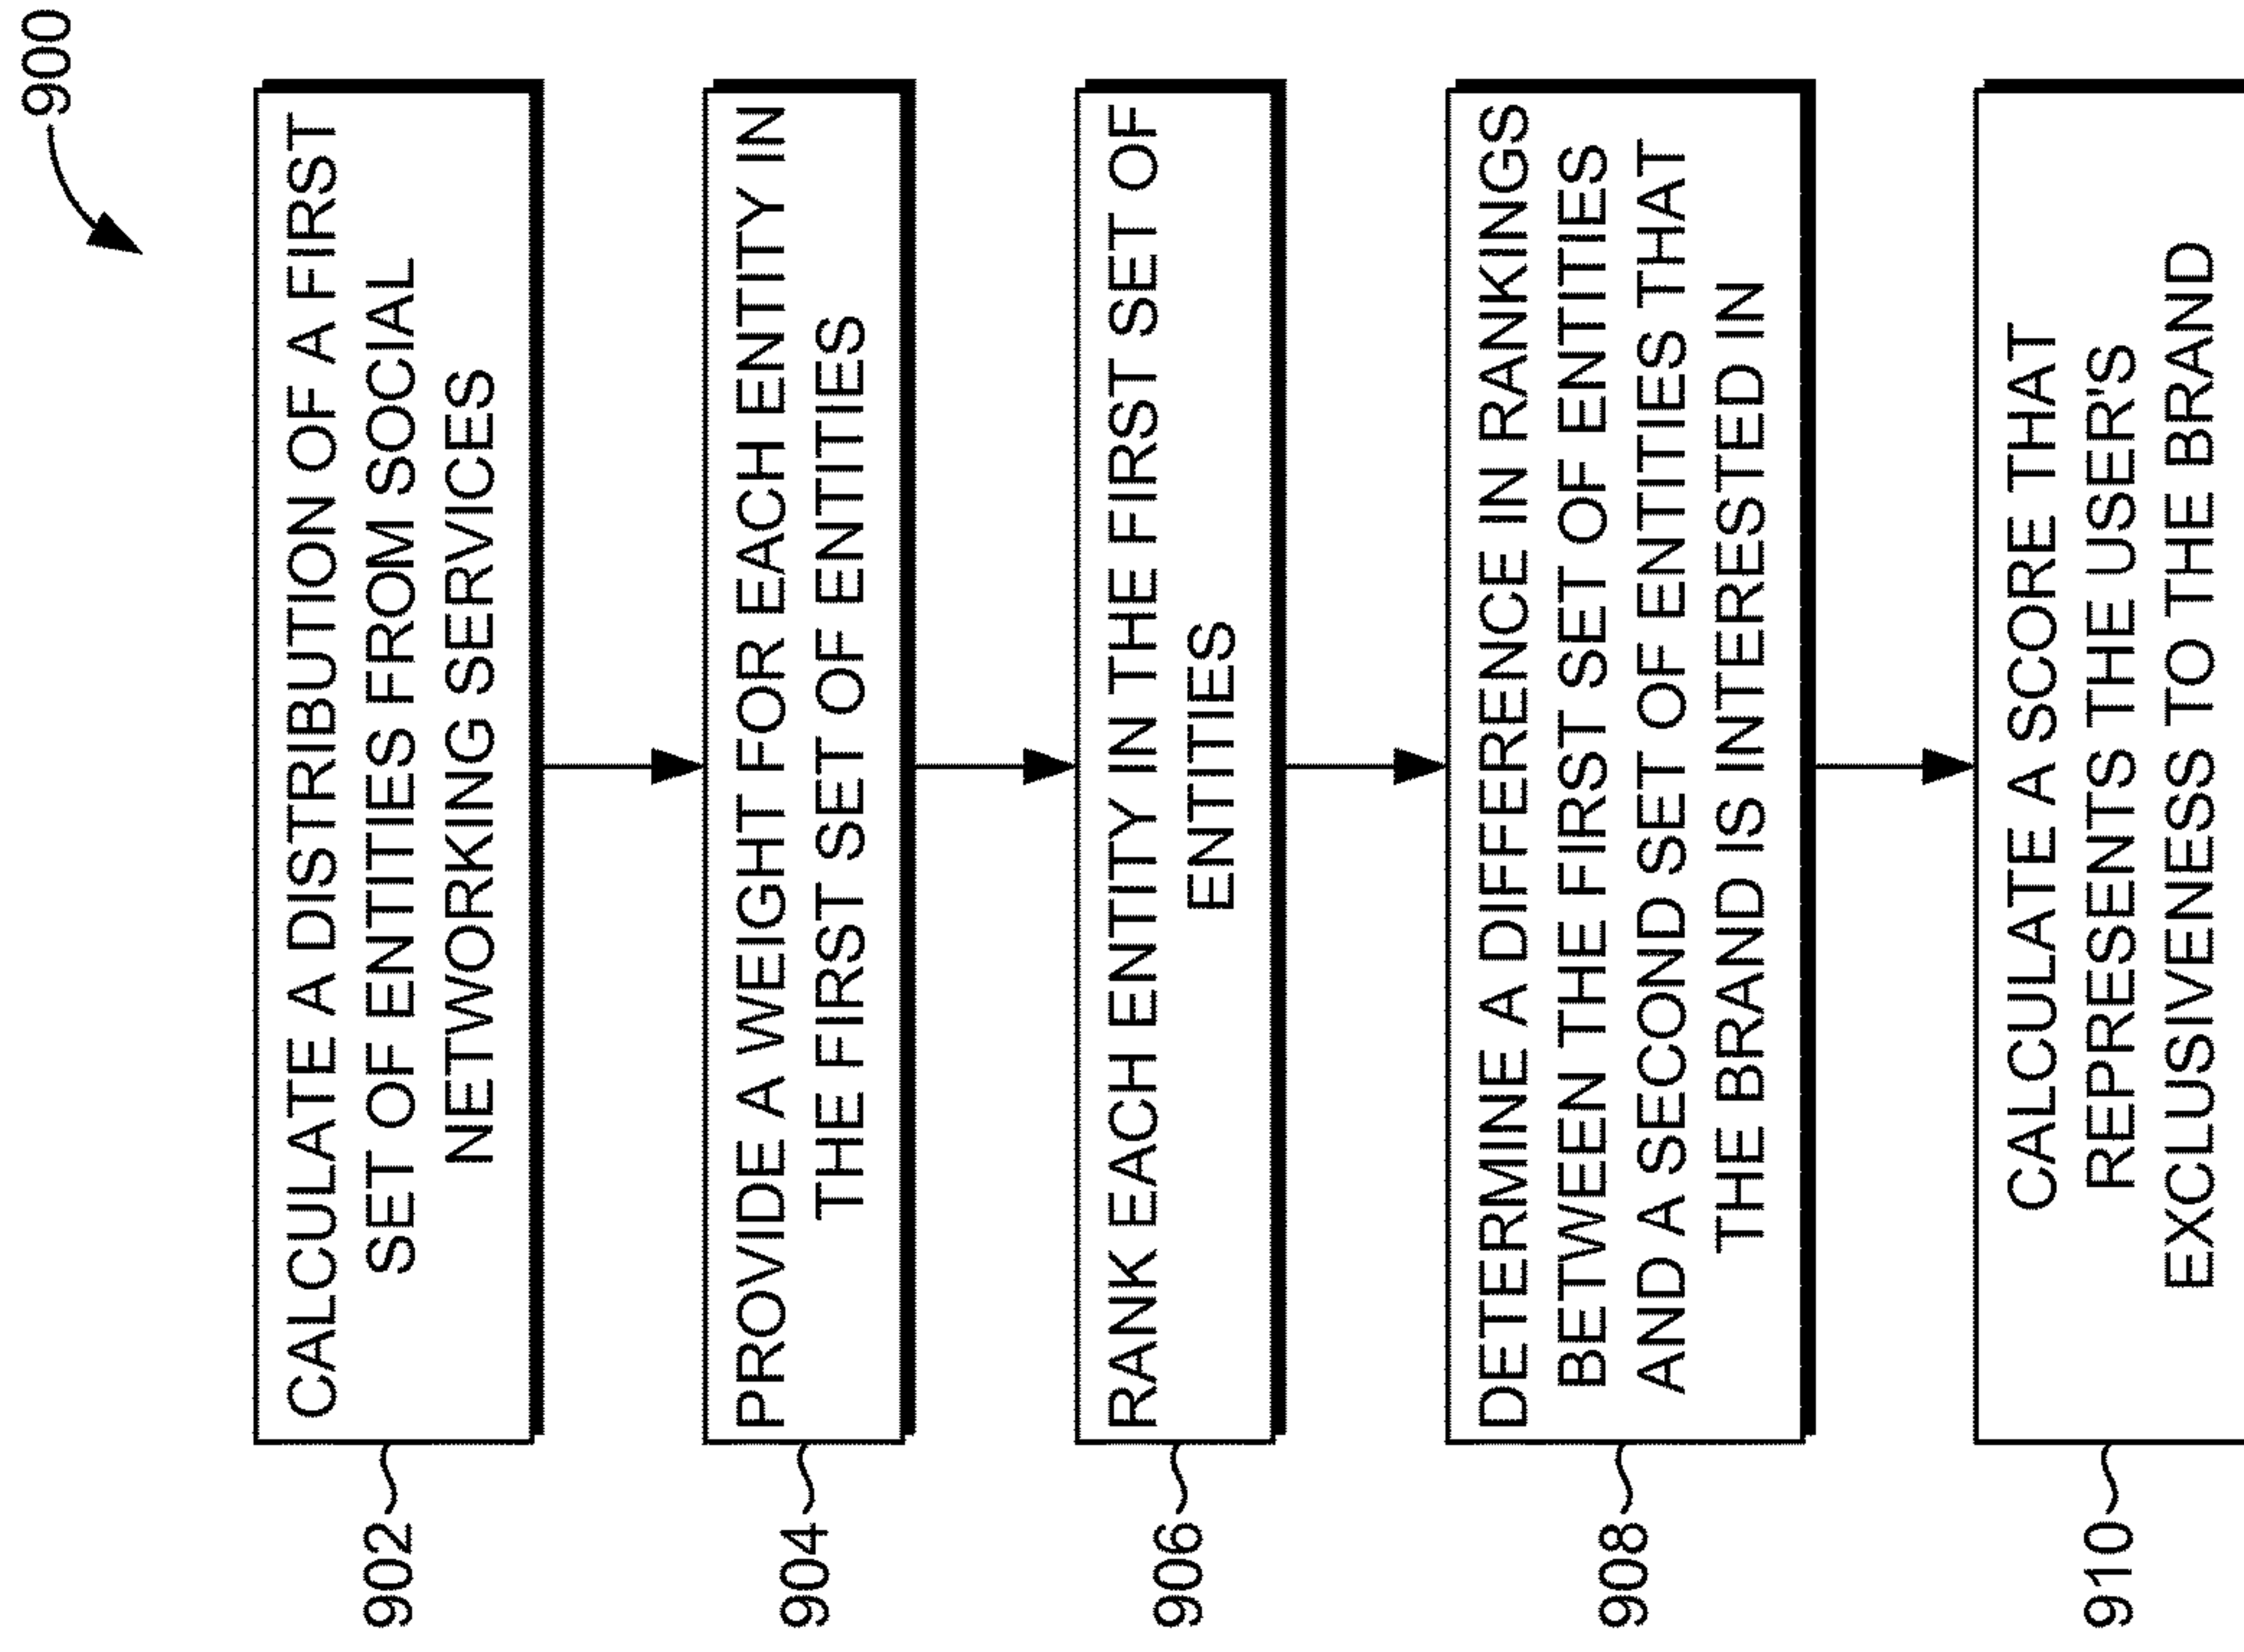 900
902
CALCULATE A DISTRIBUTION OF A FIRST
SET OF ENTITIES FROM SOCIAL
NETWORKING SERVICES
904
PROVIDE A WEIGHT FOR EACH ENTITY IN
THE FIRST SET OF ENTITIES
906
RANK EACH ENTITY IN THE FIRST SET OF
ENTITIES
908
DETERMINE A DIFFERENCE IN RANKINGS
BETWEEN THE FIRST SET OF ENTITIES
AND A SECOND SET OF ENTITIES THAT
THE BRAND IS INTERESTED IN
910
CALCULATE A SCORE THAT
REPRESENTS THE USER'S
EXCLUSIVENESS TO THE BRAND